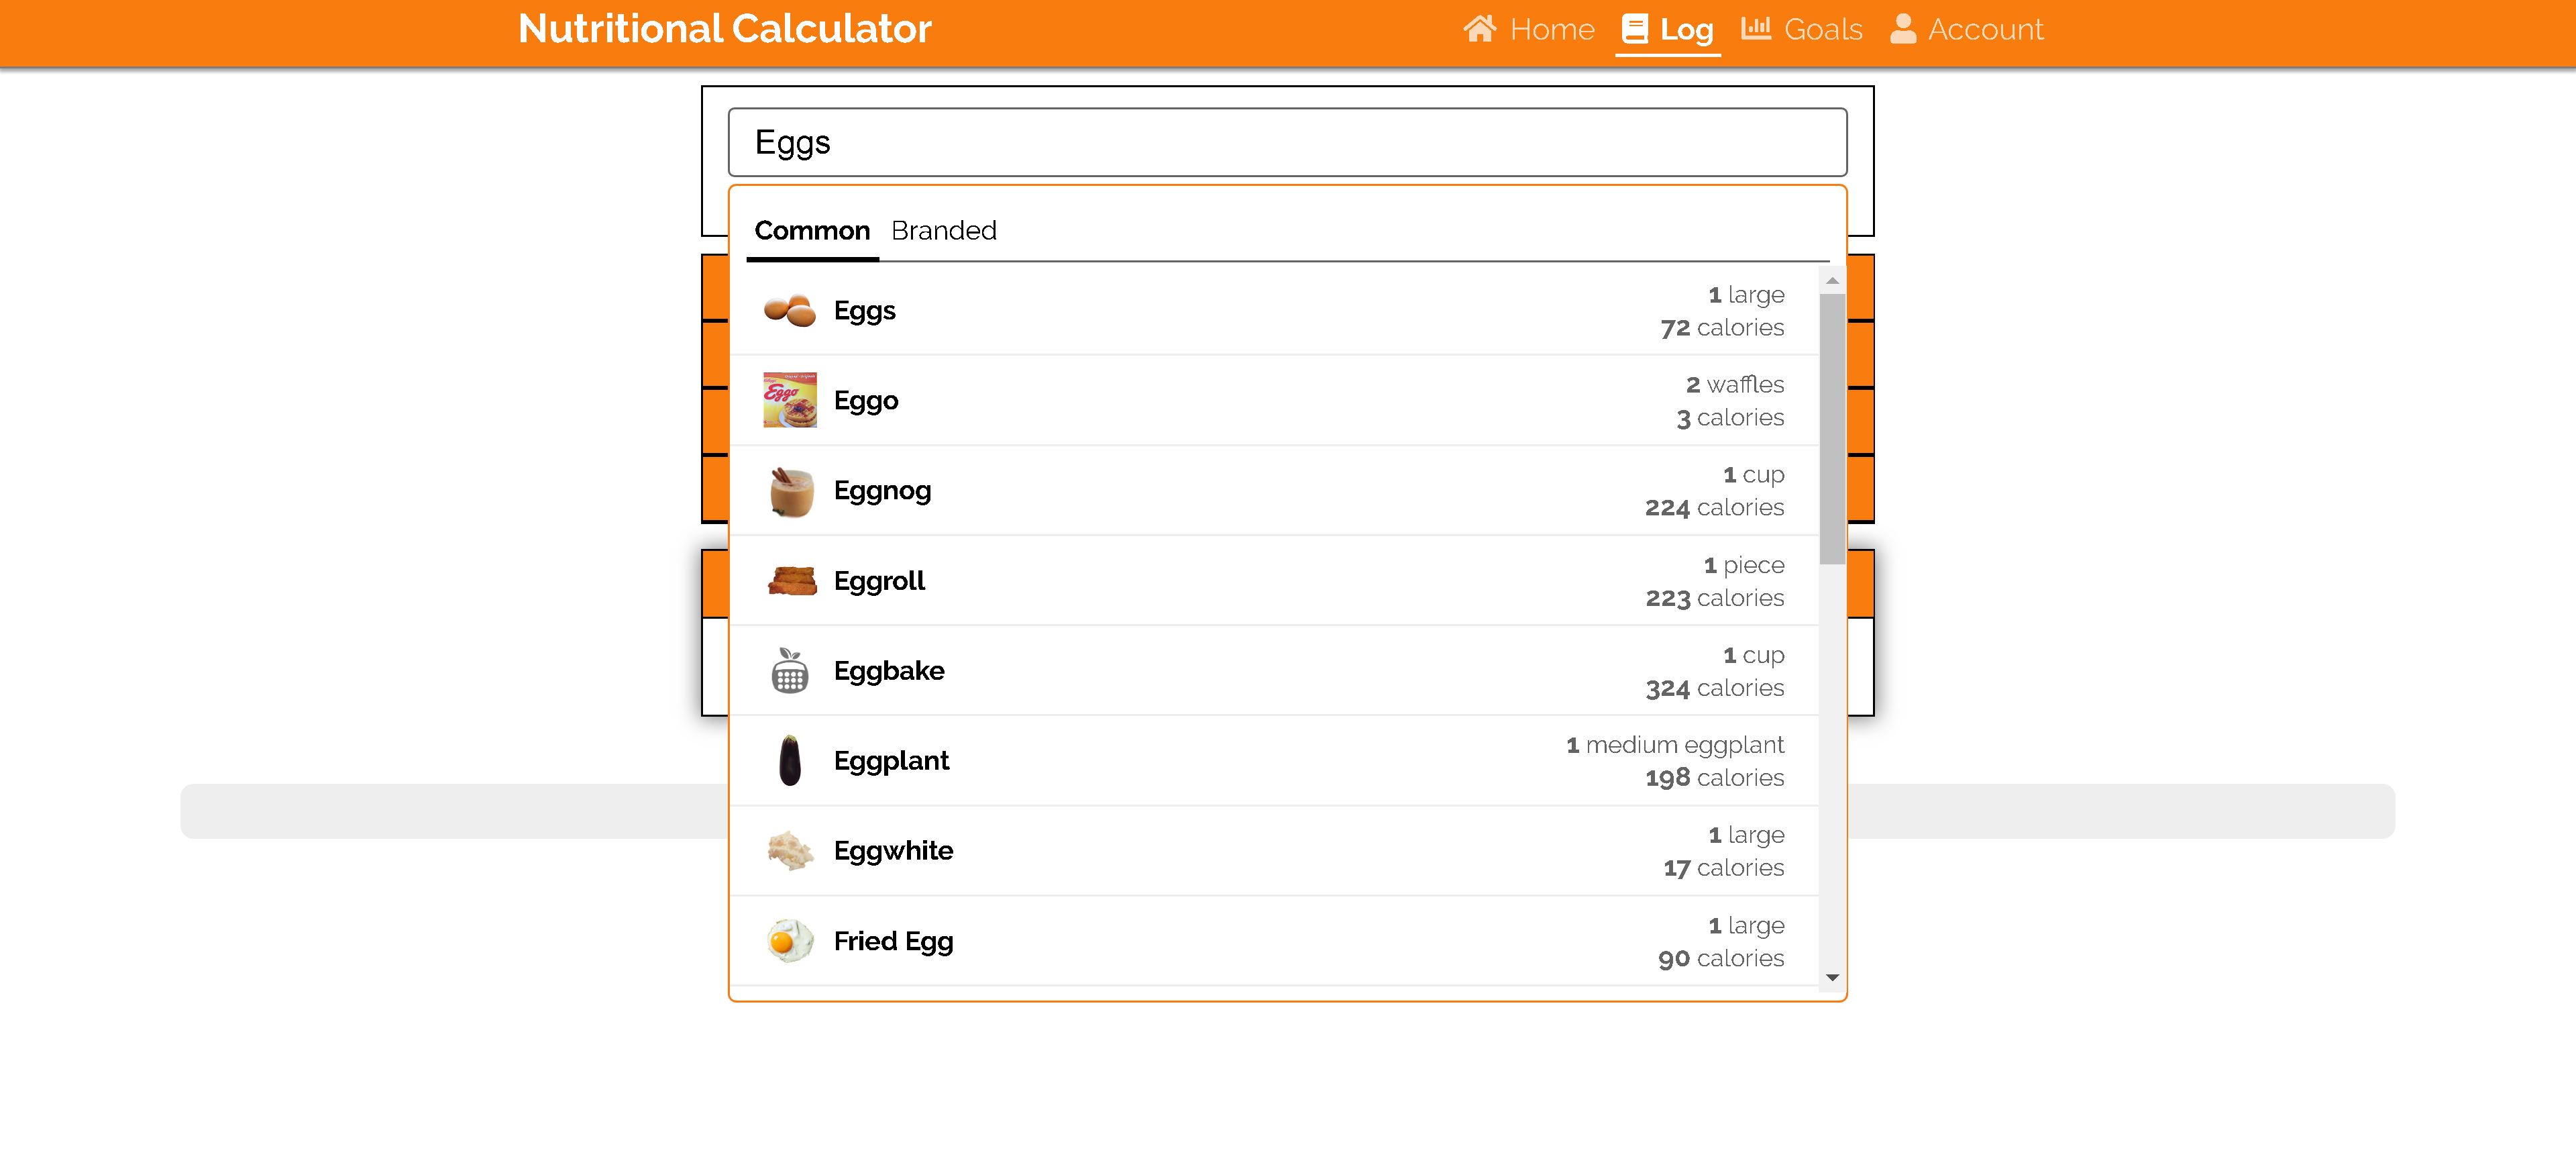 Nutritional Calculator
Home
Log
Goals
Account
Eggs
Common
Branded
Eggs
1 large
72 calories
Eggo
Eggo
2 waffles
3 calories
Eggnog
1 cup
224 calories
Eggroll
1 piece
223 calories
Eggbake
1 cup
324 calories
Eggplant
1 medium eggplant
198 calories
Eggwhite
1 large
17 calories
Fried Egg
1 large
90 calories